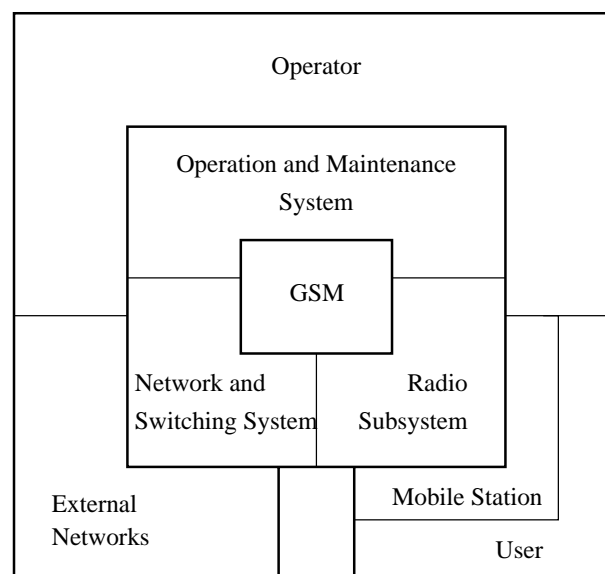 Operator
Operation and Maintenance
System
GSM
Network and
Switching System
Radio
Subsystem
External
Networks
Mobile Station
User